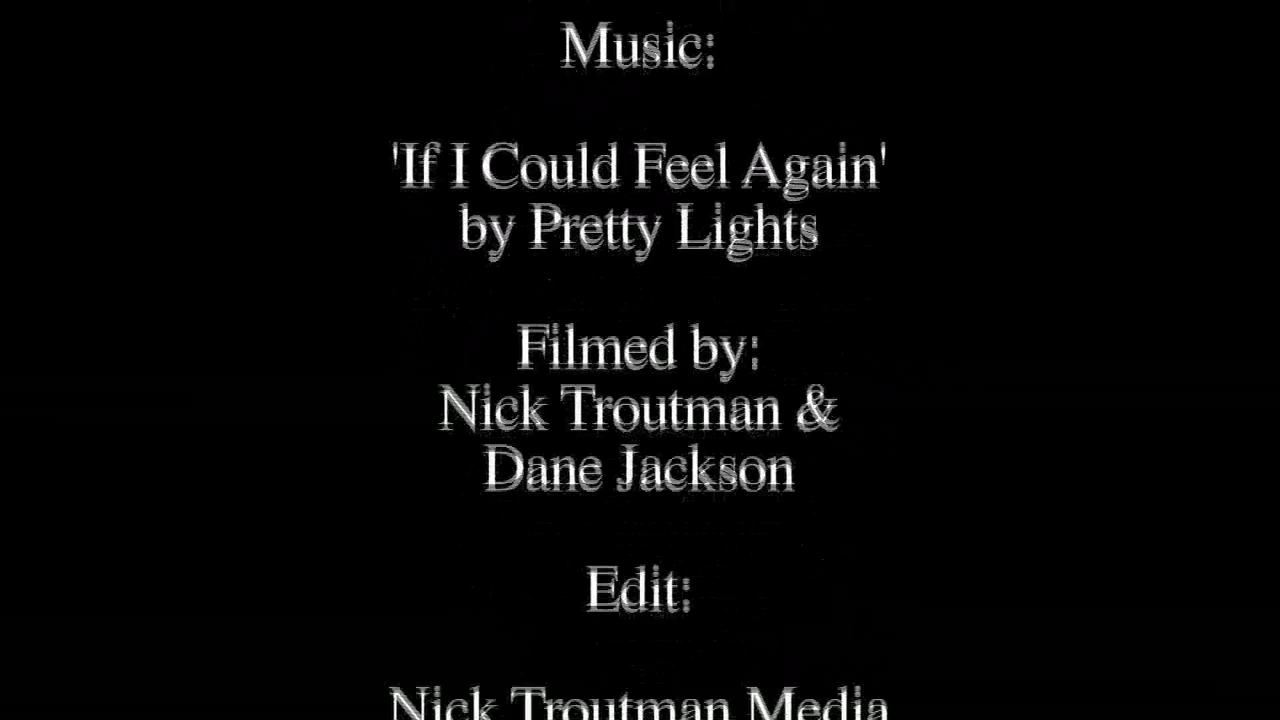 Music:
'If I Could Feel Again'
by Pretty Lights
Filmed by:
Nick Troutman &
Dane Jackson
Edit:
Nick Troutman Media